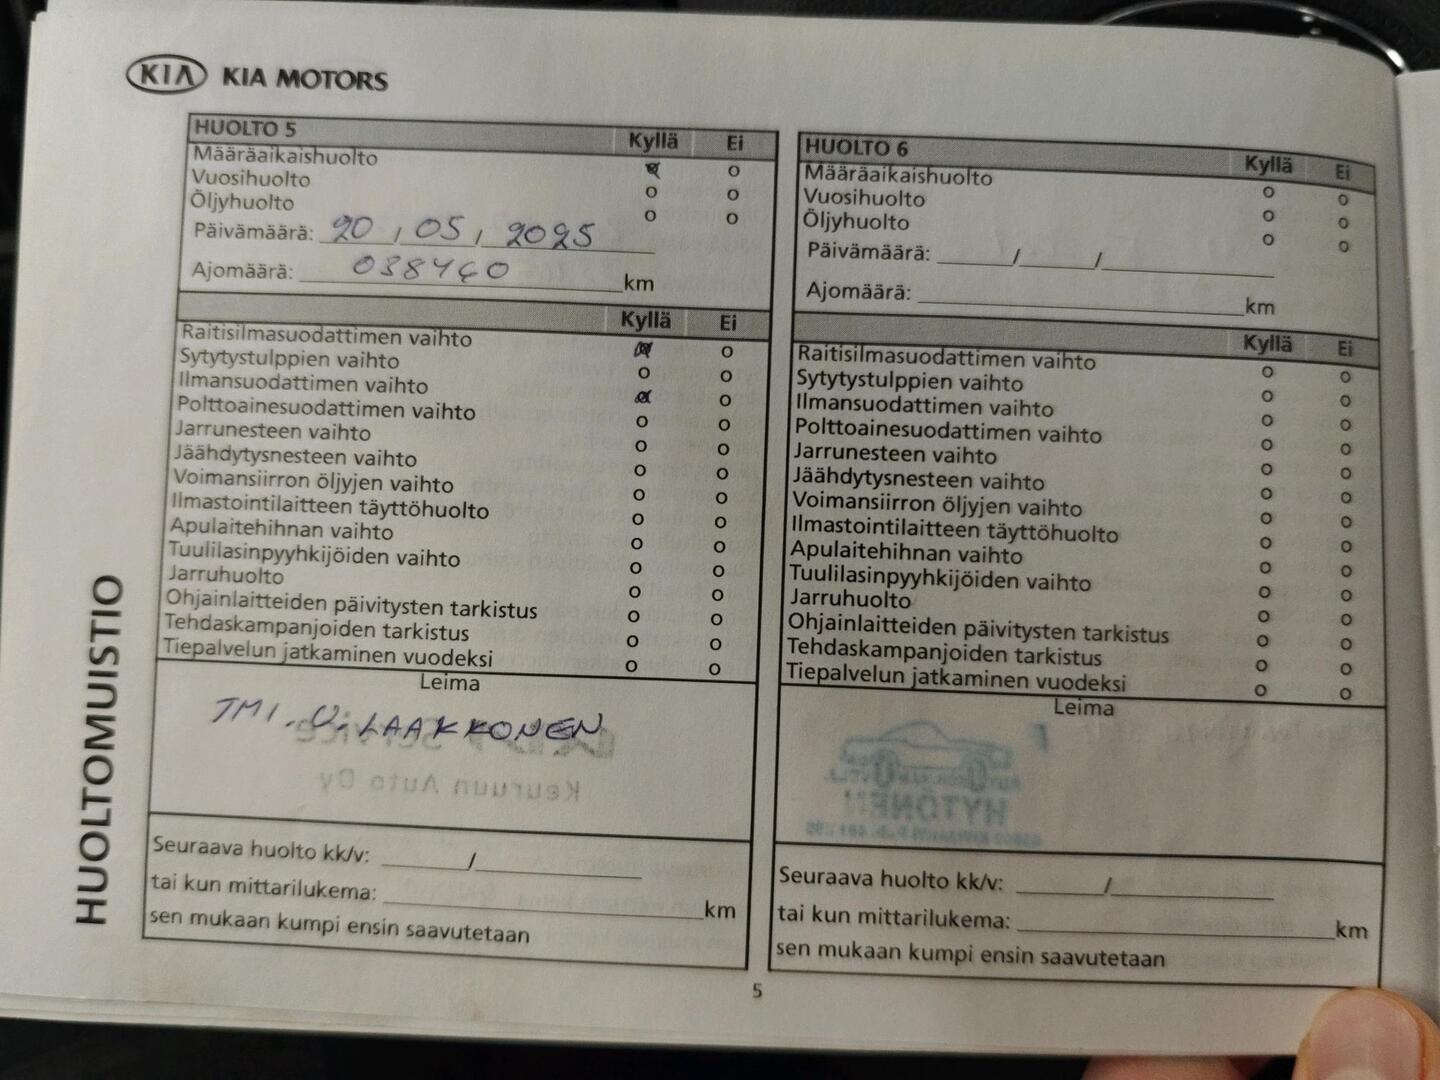 KIA KIA MOTORS
HUOLTOMUISTIO
HUOLTO 5 Kyllä Ei
Määräaikaishuolto o
Vuosihuolto o o
Öljyhuolto o o
Päivämäärä: 20 / 05 / 2025
Ajomäärä: 038460 km
Kyllä Ei
Raitisilmasuodattimen vaihto o
Sytytystulppien vaihto o o
Ilmansuodattimen vaihto o
Polttoainesuodattimen vaihto o o
Jarrunesteen vaihto o o
Jäähdytysnesteen vaihto o o
Voimansiirron öljyjen vaihto o o
Ilmastointilaitteen täyttöhuolto o o
Apulaitehihnan vaihto o o
Tuulilasinpyyhkijöiden vaihto o o
Jarruhuolto o o
Ohjainlaitteiden päivitysten tarkistus o o
Tehdaskampanjoiden tarkistus o o
Tiepalvelun jatkaminen vuodeksi o o
Leima
TMI. U. LAAKKONEN
Keuruun Auto Oy
Seuraava huolto kk/v: /
tai kun mittarilukema: km
sen mukaan kumpi ensin saavutetaan
HUOLTO 6 Kyllä Ei
Määräaikaishuolto o o
Vuosihuolto o o
Öljyhuolto o o
Päivämäärä: / /
Ajomäärä: km
Kyllä Ei
Raitisilmasuodattimen vaihto o o
Sytytystulppien vaihto o o
Ilmansuodattimen vaihto o o
Polttoainesuodattimen vaihto o o
Jarrunesteen vaihto o o
Jäähdytysnesteen vaihto o o
Voimansiirron öljyjen vaihto o o
Ilmastointilaitteen täyttöhuolto o o
Apulaitehihnan vaihto o o
Tuulilasinpyyhkijöiden vaihto o o
Jarruhuolto o o
Ohjainlaitteiden päivitysten tarkistus o o
Tehdaskampanjoiden tarkistus o o
Tiepalvelun jatkaminen vuodeksi o o
Leima
HYTÖNEN
Seuraava huolto kk/v: /
tai kun mittarilukema: km
sen mukaan kumpi ensin saavutetaan
5